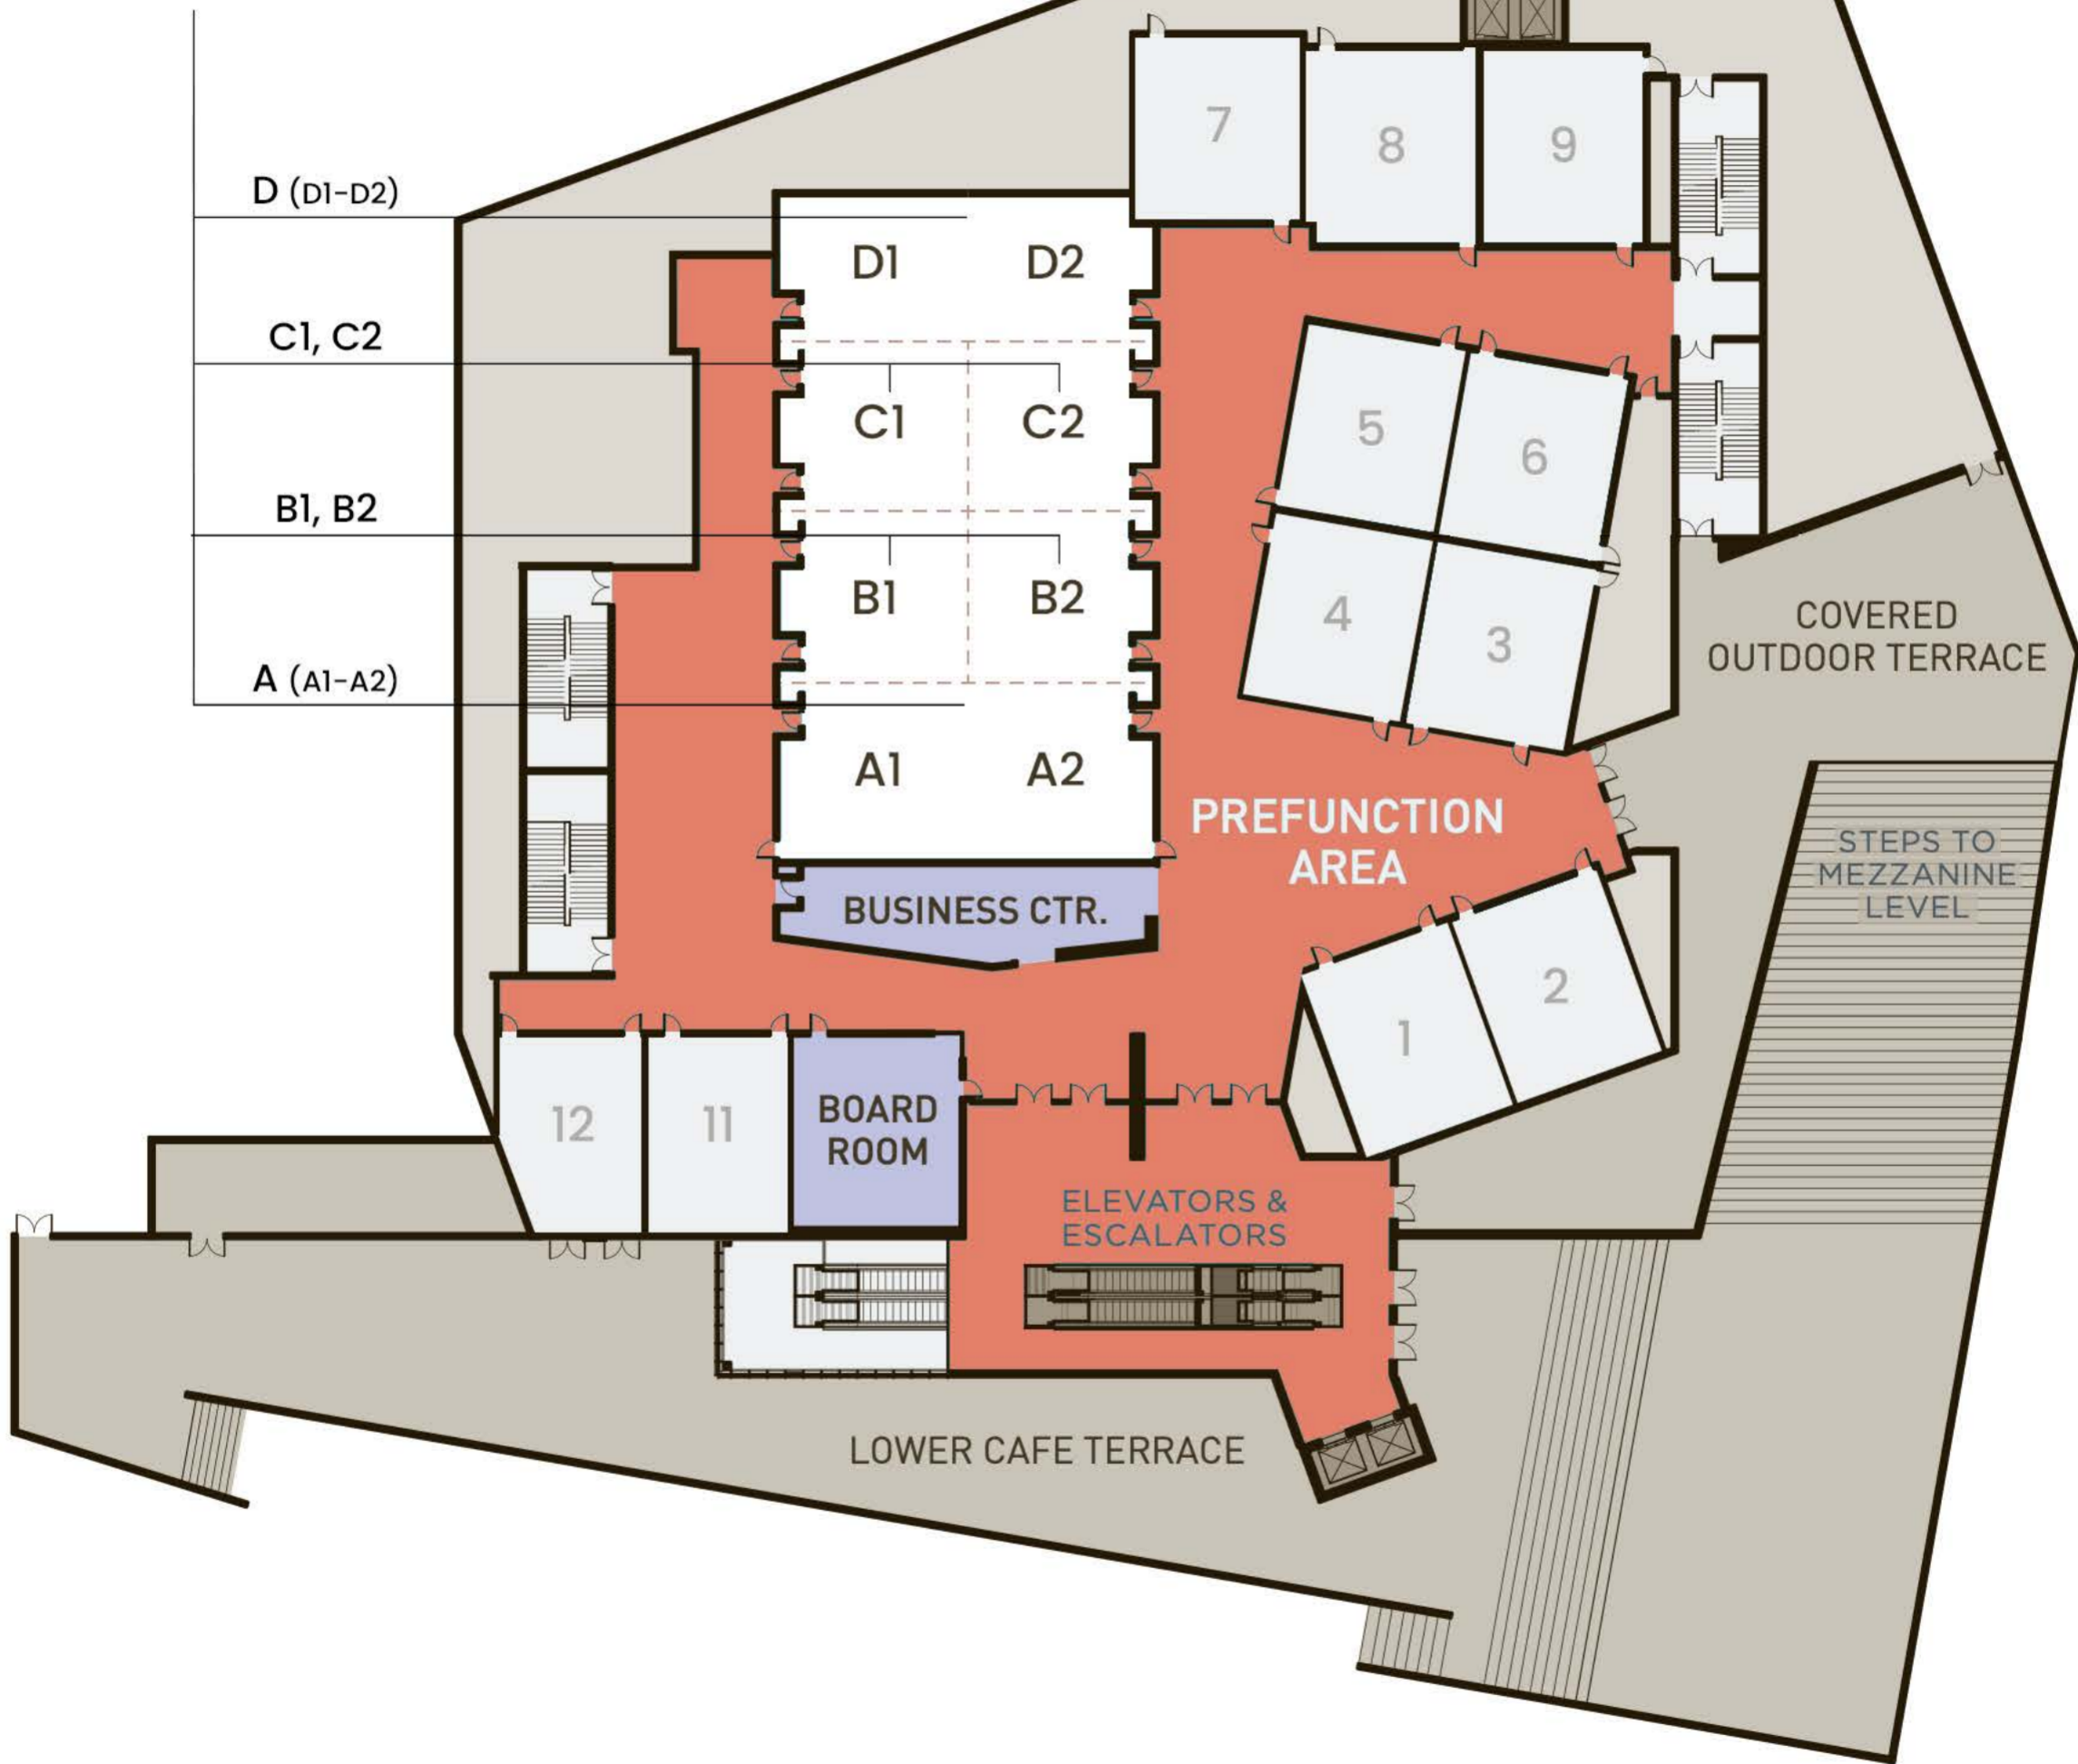 7
8
9
D (D1-D2)
D1
D2
C1, C2
C1
C2
5
6
B1, B2
B1
B2
4
3
COVERED
OUTDOOR TERRACE
A (A1-A2)
A1
A2
PREFUNCTION
AREA
STEPS TO
MEZZANINE
LEVEL
BUSINESS CTR.
2
1
12
11
BOARD
ROOM
ELEVATORS &
ESCALATORS
LOWER CAFE TERRACE